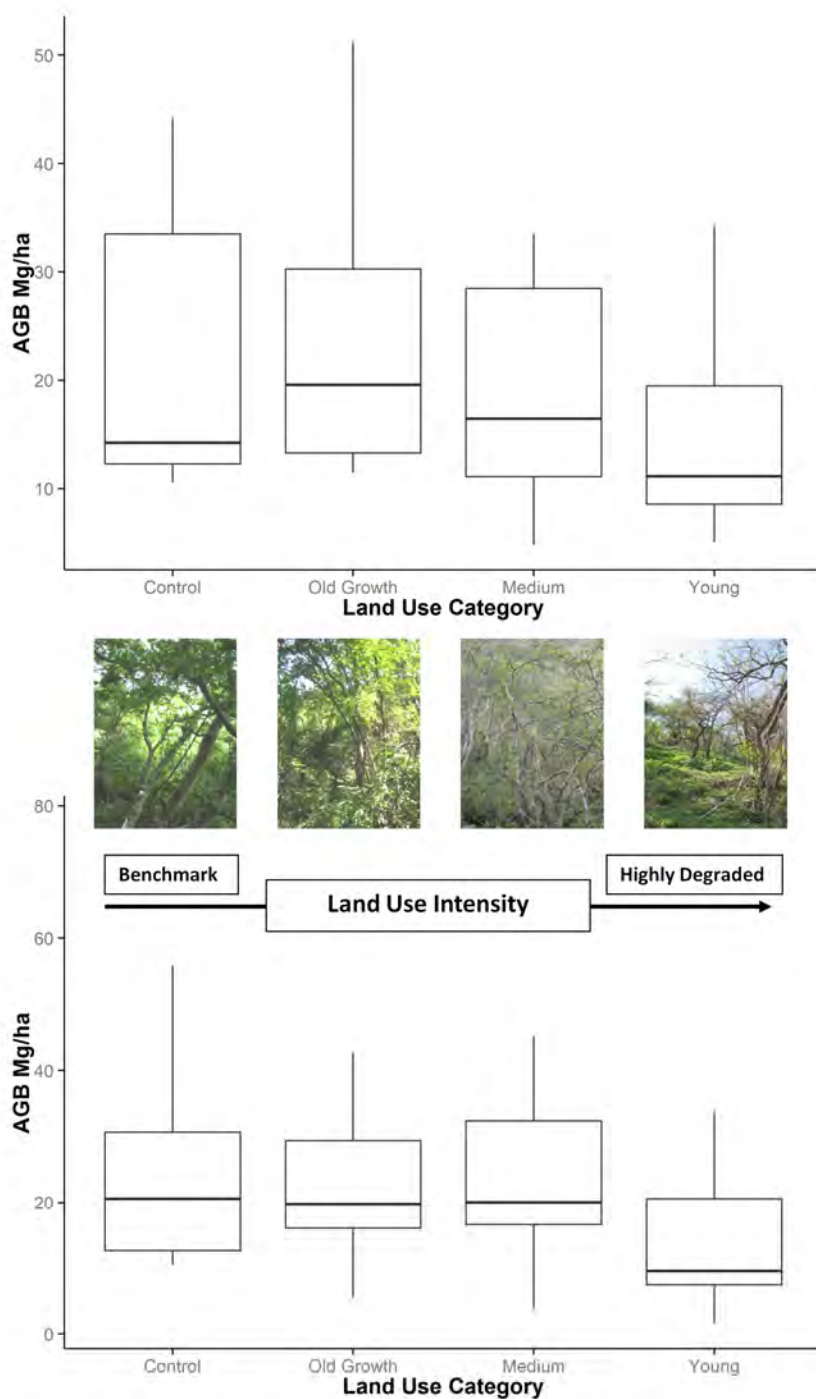 50
40
30
20
10
AGB Mg/ha
Control Old Growth Medium Young
Land Use Category
Benchmark
Highly Degraded
Land Use Intensity
80
60
40
20
0
AGB Mg/ha
Control Old Growth Medium Young
Land Use Category